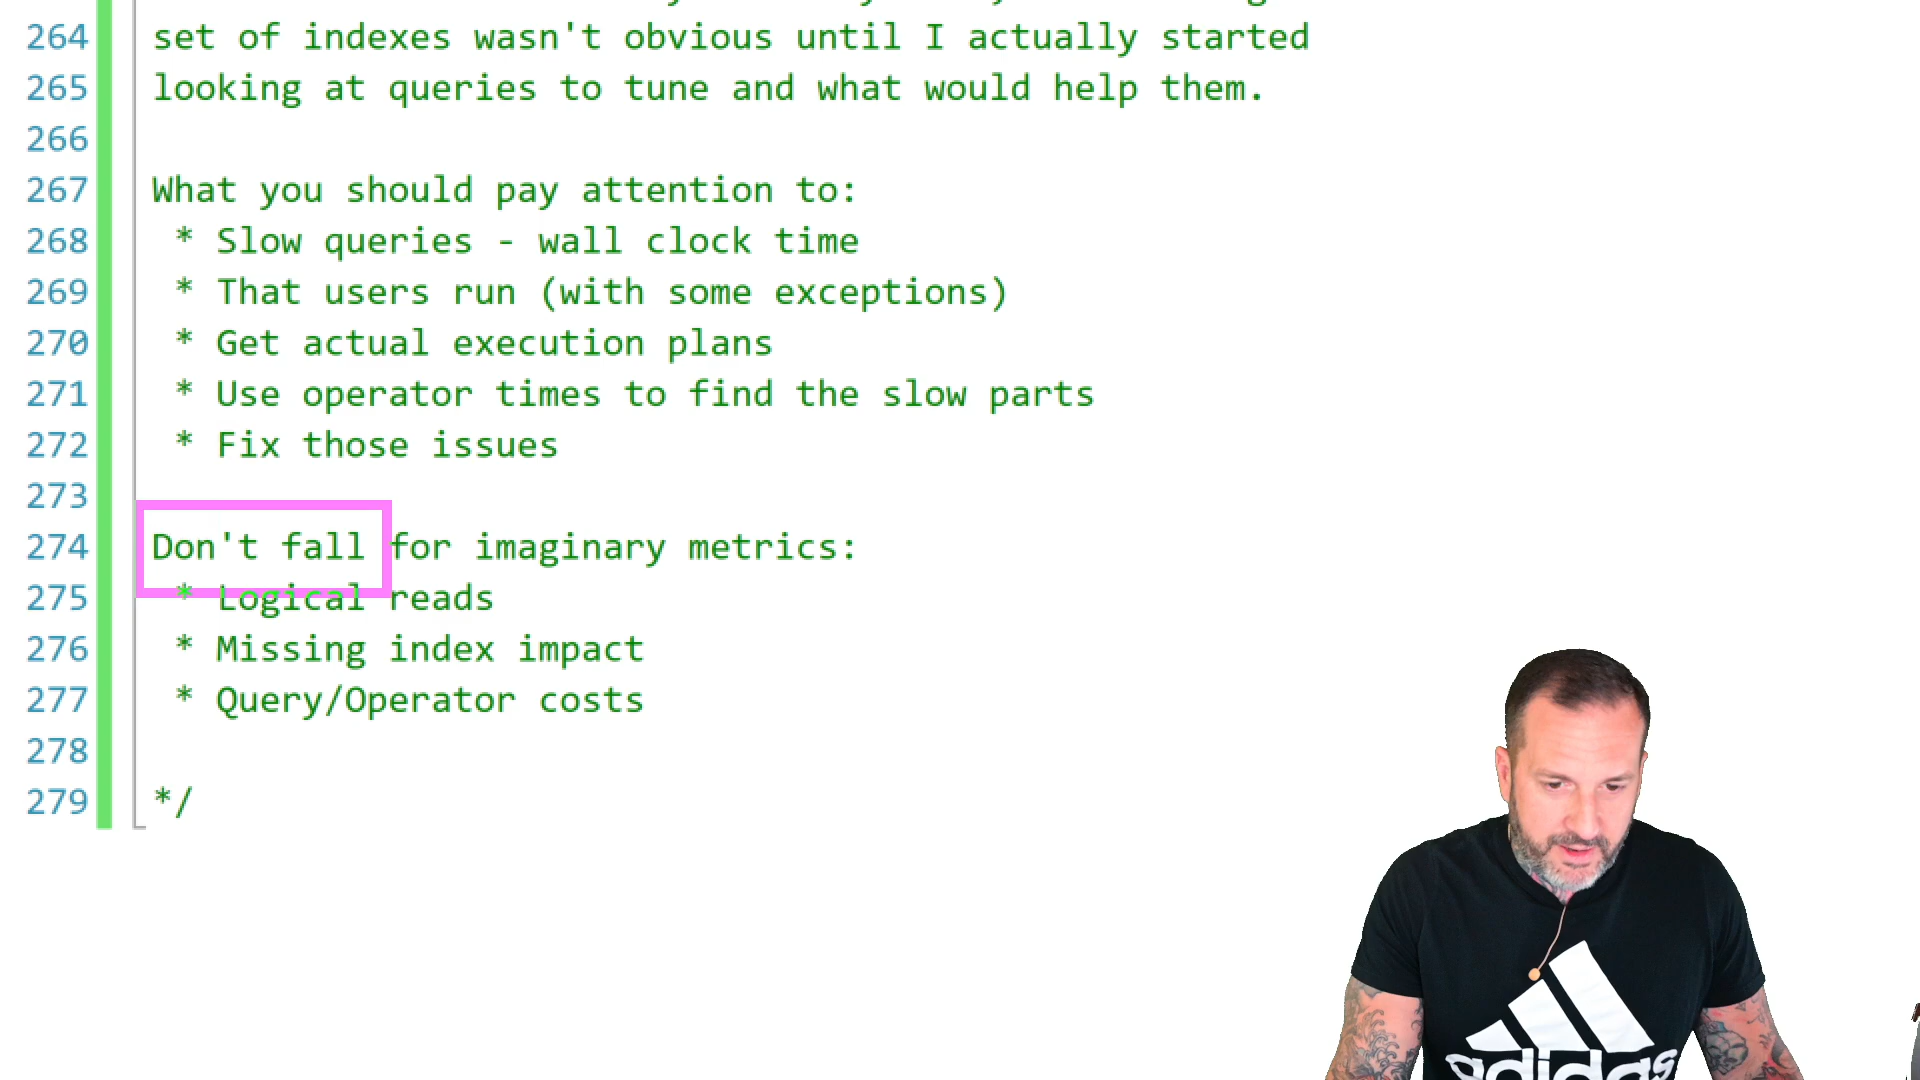 264 set of indexes wasn't obvious until I actually started
265 looking at queries to tune and what would help them.
266
267 What you should pay attention to:
268 * Slow queries - wall clock time
269 * That users run (with some exceptions)
270 * Get actual execution plans
271 * Use operator times to find the slow parts
272 * Fix those issues
273
274 Don't fall for imaginary metrics:
275 * Logical reads
276 * Missing index impact
277 * Query/Operator costs
278
279 */
adidas